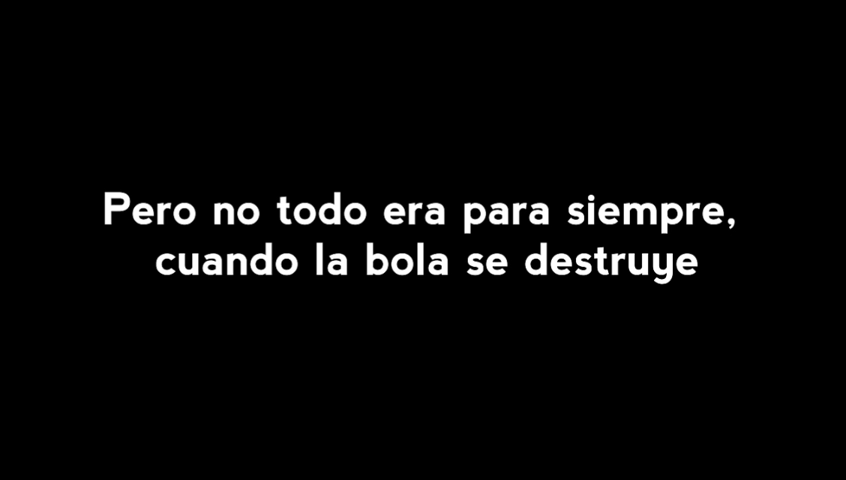 Pero no todo era para siempre,
cuando la bola se destruye